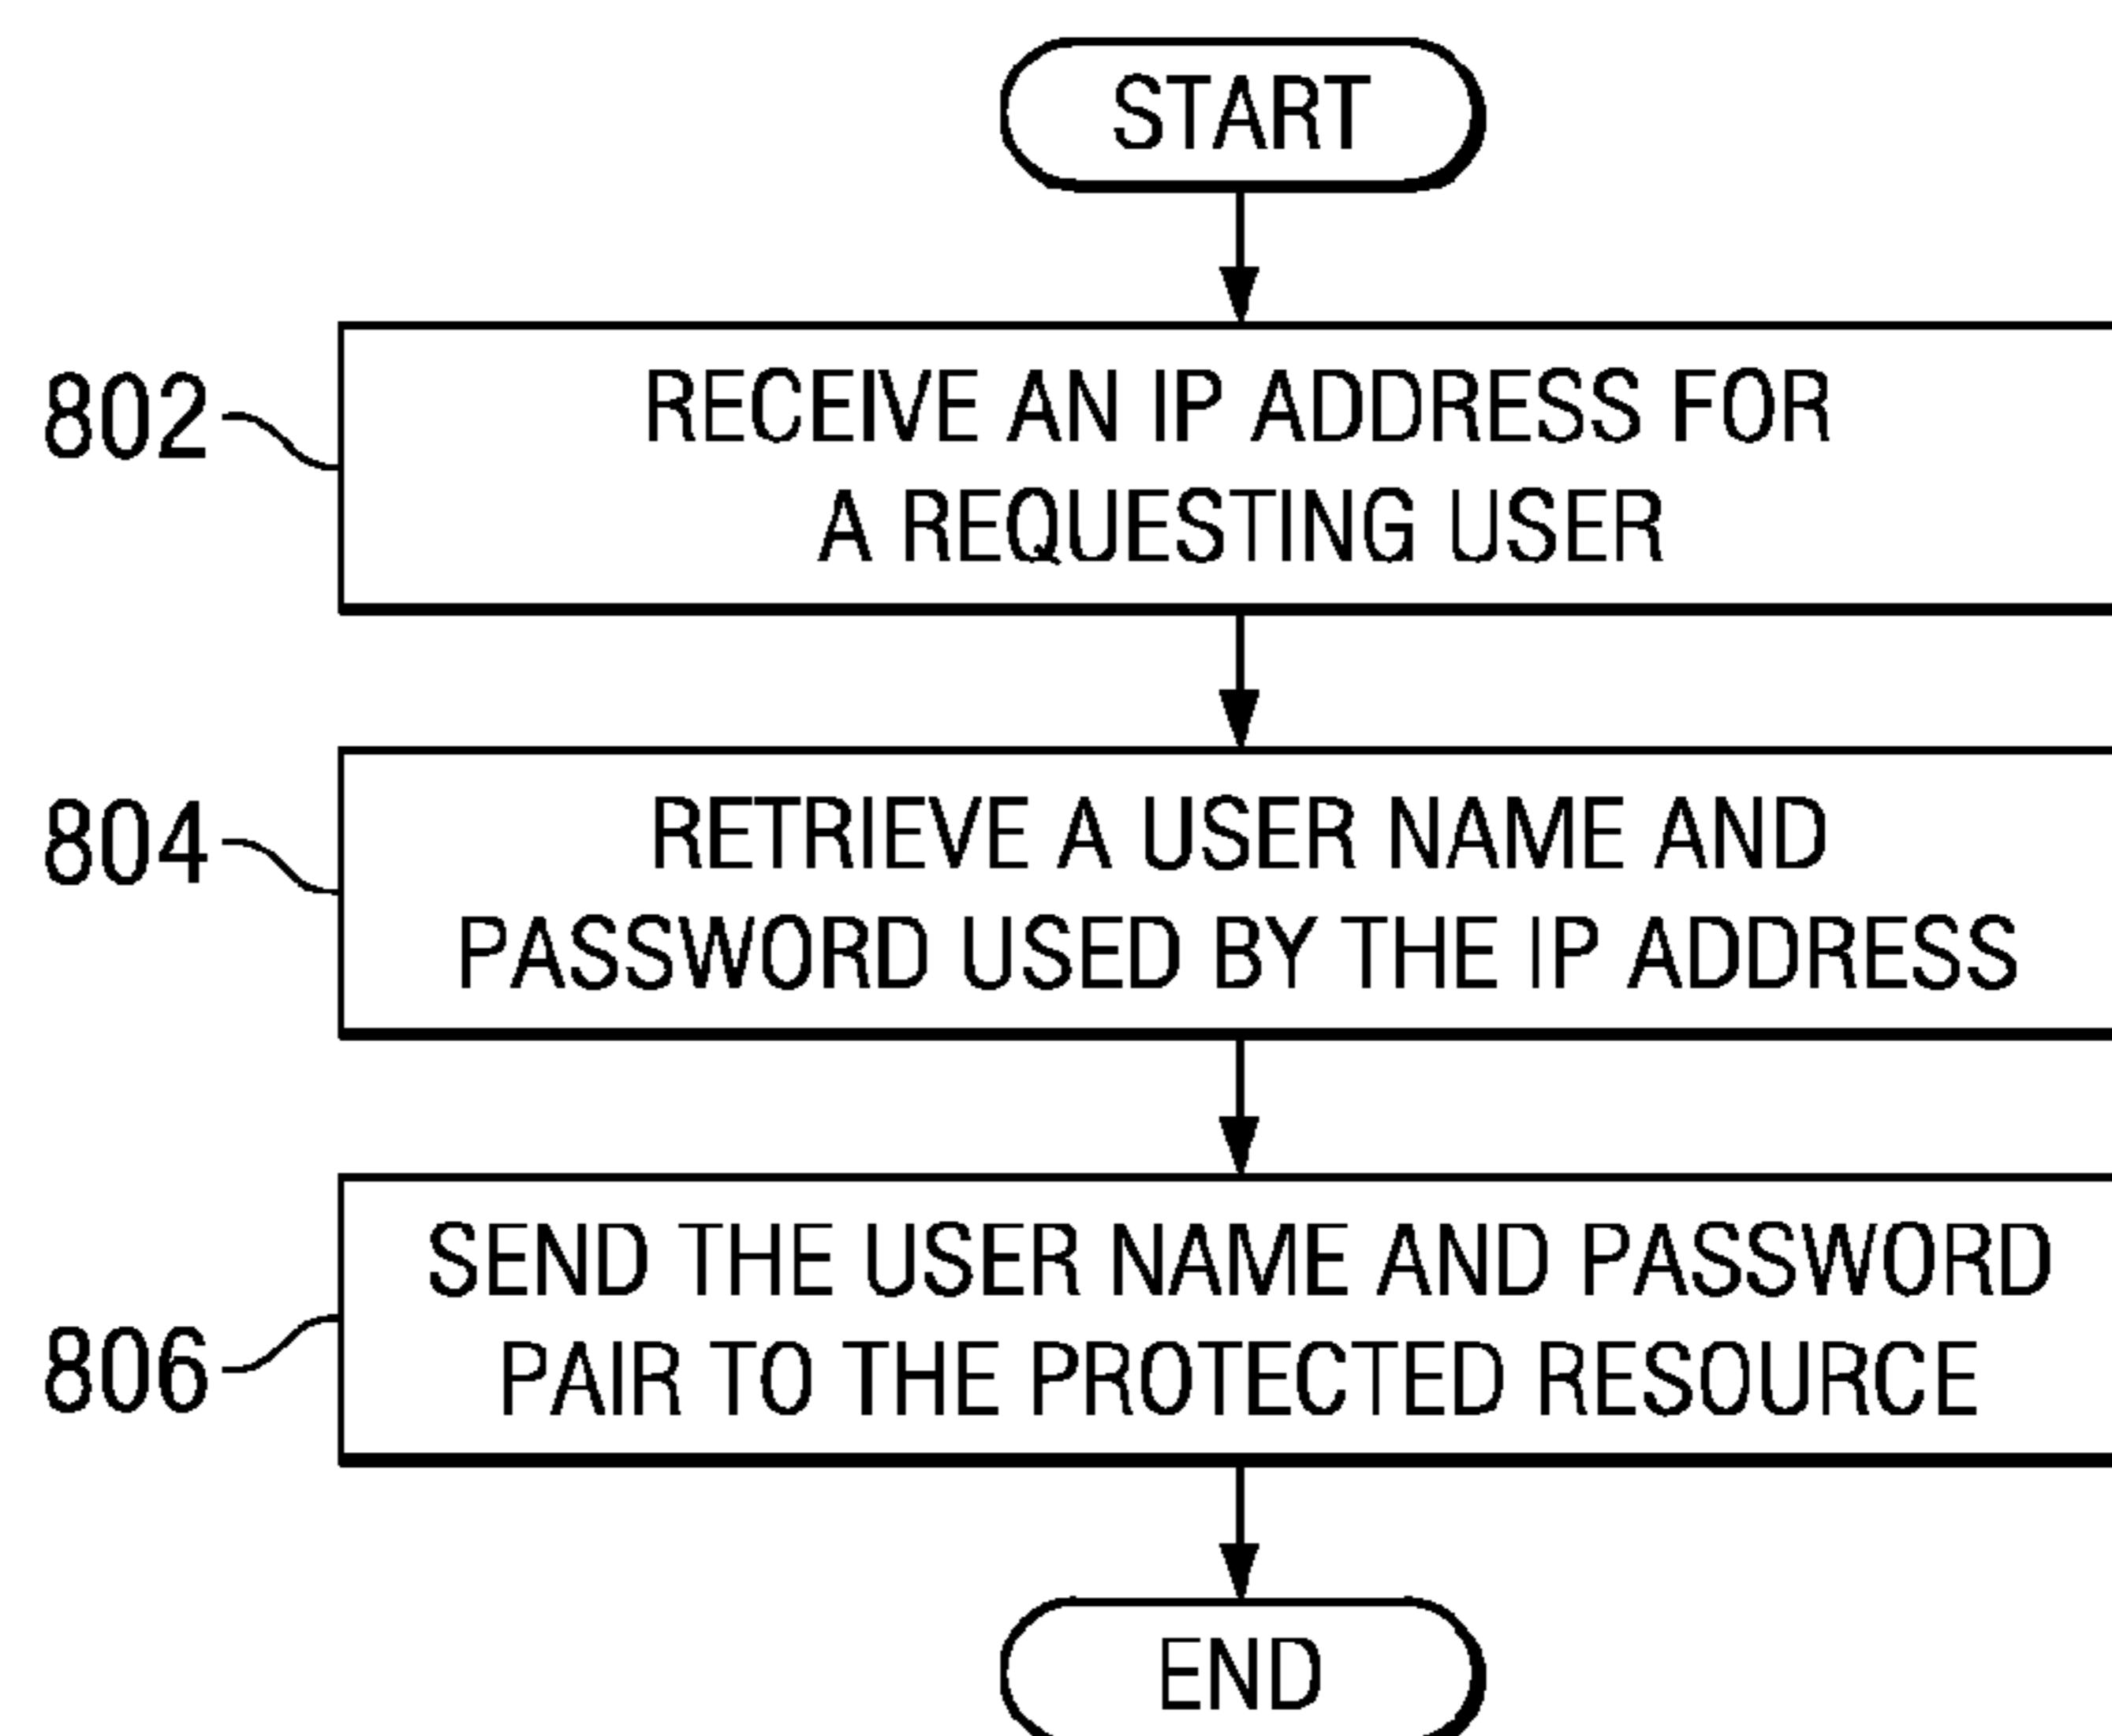 START
802
RECEIVE AN IP ADDRESS FOR
A REQUESTING USER
804
RETRIEVE A USER NAME AND
PASSWORD USED BY THE IP ADDRESS
806
SEND THE USER NAME AND PASSWORD
PAIR TO THE PROTECTED RESOURCE
END